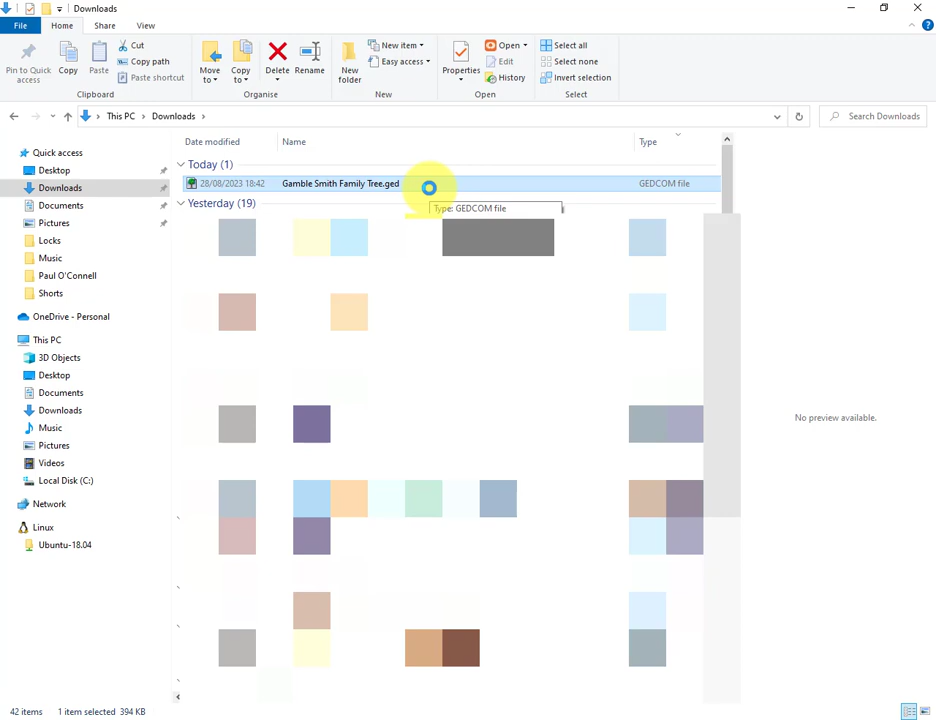 Downloads
File Home Share View
Pin to Quick access
Copy
Paste
Cut
Copy path
Paste shortcut
Clipboard
Move to
Copy to
Delete
Rename
Organise
New folder
New item
Easy access
New
Properties
Open
Edit
History
Open
Select all
Select none
Invert selection
Select
This PC > Downloads >
Search Downloads
Date modified Name Type
Today (1)
28/08/2023 18:42 Gamble Smith Family Tree.ged GEDCOM file
Type: GEDCOM file
Yesterday (19)
Quick access
Desktop
Downloads
Documents
Pictures
Locks
Music
Paul O'Connell
Shorts
OneDrive - Personal
This PC
3D Objects
Desktop
Documents
Downloads
Music
Pictures
Videos
Local Disk (C:)
Network
Linux
Ubuntu-18.04
No preview available.
42 items 1 item selected 394 KB